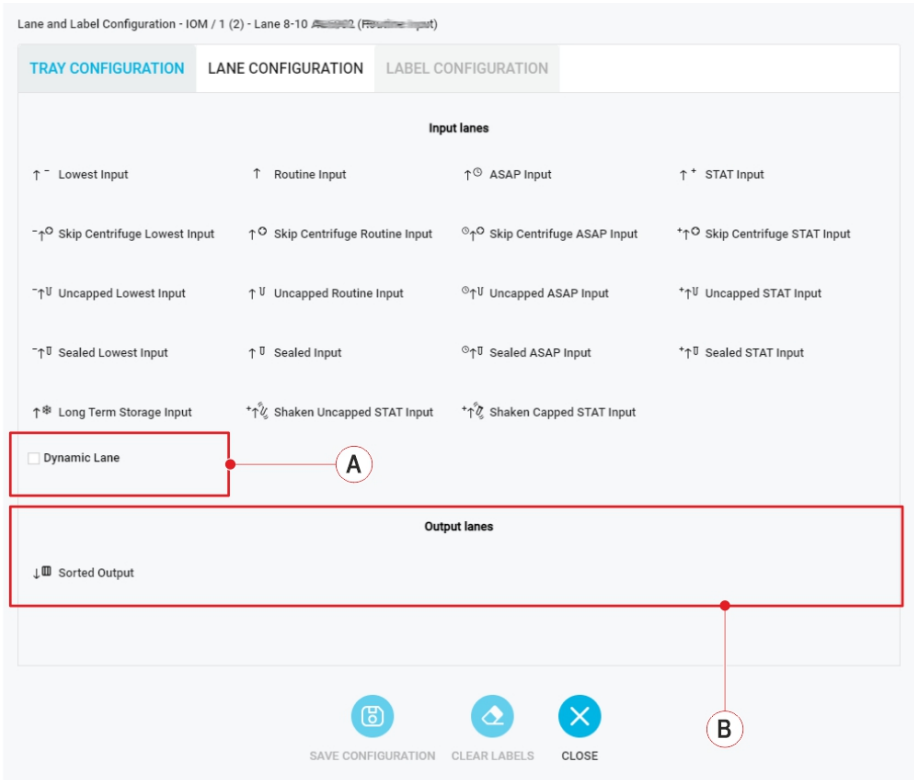 Lane and Label Configuration - IOM / 1 (2) - Lane 8-10
TRAY CONFIGURATION LANE CONFIGURATION LABEL CONFIGURATION
Input lanes
Lowest Input Routine Input ASAP Input STAT Input
Skip Centrifuge Lowest Input Skip Centrifuge Routine Input Skip Centrifuge ASAP Input Skip Centrifuge STAT Input
Uncapped Lowest Input Uncapped Routine Input Uncapped ASAP Input Uncapped STAT Input
Sealed Lowest Input Sealed Input Sealed ASAP Input Sealed STAT Input
Long Term Storage Input Shaken Uncapped STAT Input Shaken Capped STAT Input
Dynamic Lane
A
Output lanes
Sorted Output
B
SAVE CONFIGURATION CLEAR LABELS CLOSE